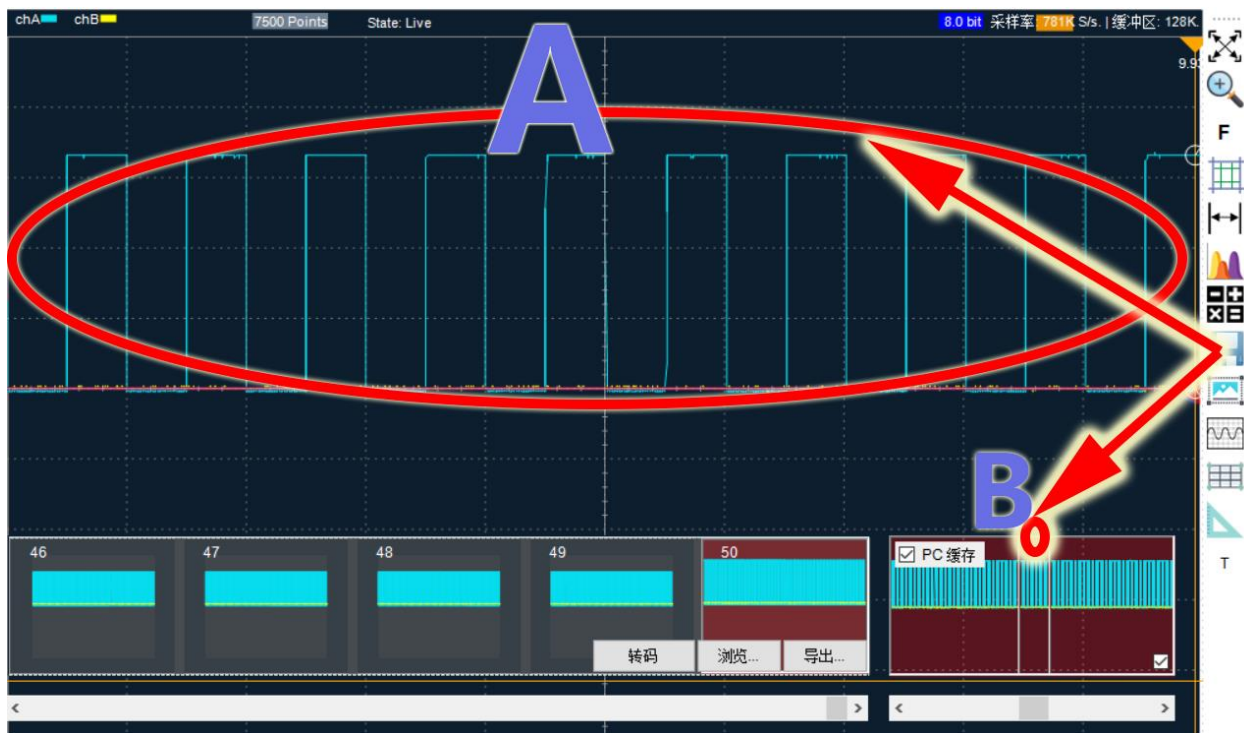 chA chB 7500 Points State: Live 8.0 bit 采样率: 781K S/s. | 缓冲区: 128K.
A
F
B
46 47 48 49 50 PC 缓存
T
转码 浏览... 导出...